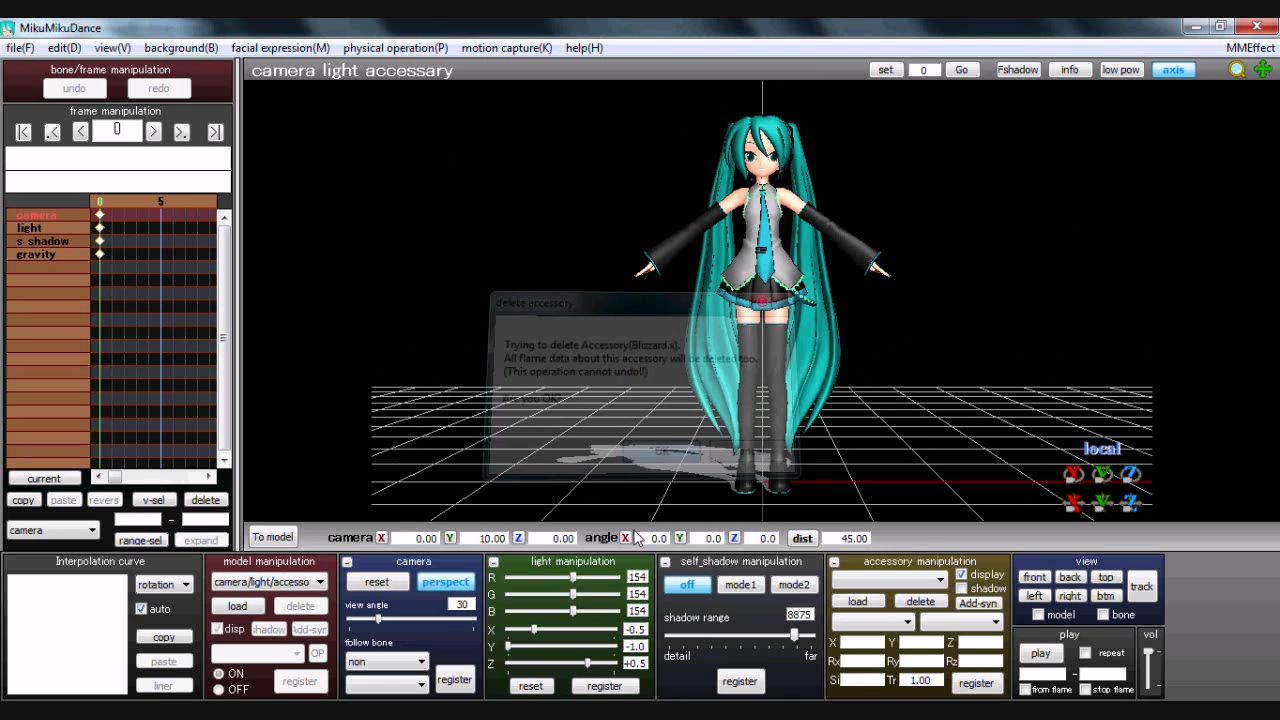 MikuMikuDance
file(F) edit(D) view(V) background(B) facial expression(M) physical operation(P) motion capture(K) help(H) MMEffect
bone/frame manipulation
undo redo
frame manipulation
|< .< < 0 > >. >|
camera light accessary
set 0 Go Fshadow info low pow axis
0 5
camera
light
s shadow
gravity
delete accessory
Trying to delete Accessory(Blizzard.x).
All flame data about this accessory will be deleted too.
(This operation cannot undo!!)
Are you OK?
OK
local
X Y Z
X Y Z
current
copy paste revers v-sel delete
camera - range-sel expand
To model camera X 0.00 Y 10.00 Z 0.00 angle X 0.0 Y 0.0 Z 0.0 dist 45.00
Interpolation curve
rotation
auto
copy
paste
liner
model manipulation
camera/light/accesso
load delete
disp shadow Add-syn
OP
ON
OFF
register
camera
reset perspect
view angle 30
follow bone
non
register
light manipulation
R 154
G 154
B 154
X -0.5
Y -1.0
Z +0.5
reset register
self_shadow manipulation
off mode1 mode2
shadow range 8875
detail far
register
accessory manipulation
display
shadow
load delete Add-syn
X Y Z
Rx Ry Rz
Si Tr 1.00 register
view
front back top
left right btm
track
model bone
play
play repeat
-
from flame stop flame
vol